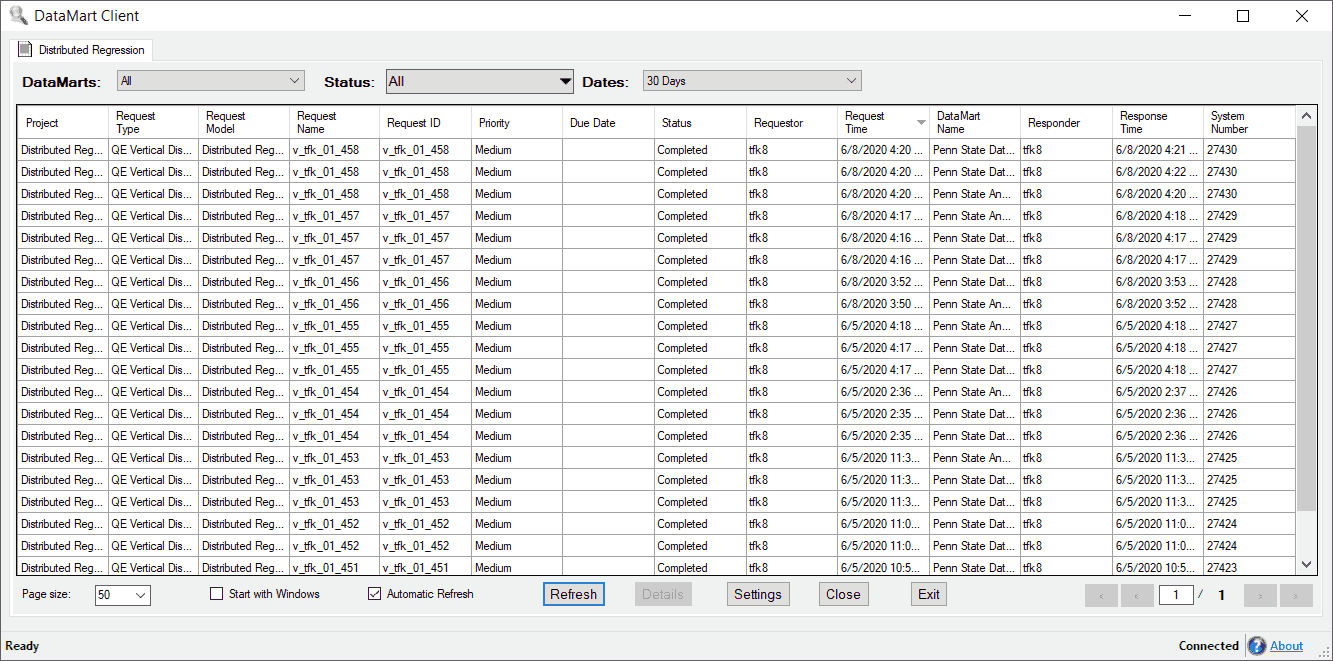 DataMart Client
Distributed Regression
DataMarts: All Status: All Dates: 30 Days
Project Request Type Request Model Request Name Request ID Priority Due Date Status Requestor Request Time DataMart Name Responder Response Time System Number
Distributed Reg... QE Vertical Dis... Distributed Reg... v_tfk_01_458 v_tfk_01_458 Medium Completed tfk8 6/8/2020 4:20 ... Penn State Dat... tfk8 6/8/2020 4:21 ... 27430
Distributed Reg... QE Vertical Dis... Distributed Reg... v_tfk_01_458 v_tfk_01_458 Medium Completed tfk8 6/8/2020 4:20 ... Penn State Dat... tfk8 6/8/2020 4:22 ... 27430
Distributed Reg... QE Vertical Dis... Distributed Reg... v_tfk_01_458 v_tfk_01_458 Medium Completed tfk8 6/8/2020 4:20 ... Penn State An... tfk8 6/8/2020 4:20 ... 27430
Distributed Reg... QE Vertical Dis... Distributed Reg... v_tfk_01_457 v_tfk_01_457 Medium Completed tfk8 6/8/2020 4:17 ... Penn State An... tfk8 6/8/2020 4:18 ... 27429
Distributed Reg... QE Vertical Dis... Distributed Reg... v_tfk_01_457 v_tfk_01_457 Medium Completed tfk8 6/8/2020 4:16 ... Penn State Dat... tfk8 6/8/2020 4:17 ... 27429
Distributed Reg... QE Vertical Dis... Distributed Reg... v_tfk_01_457 v_tfk_01_457 Medium Completed tfk8 6/8/2020 4:16 ... Penn State Dat... tfk8 6/8/2020 4:17 ... 27429
Distributed Reg... QE Vertical Dis... Distributed Reg... v_tfk_01_456 v_tfk_01_456 Medium Completed tfk8 6/8/2020 3:52 ... Penn State Dat... tfk8 6/8/2020 3:53 ... 27428
Distributed Reg... QE Vertical Dis... Distributed Reg... v_tfk_01_456 v_tfk_01_456 Medium Completed tfk8 6/8/2020 3:50 ... Penn State An... tfk8 6/8/2020 3:52 ... 27428
Distributed Reg... QE Vertical Dis... Distributed Reg... v_tfk_01_455 v_tfk_01_455 Medium Completed tfk8 6/5/2020 4:18 ... Penn State An... tfk8 6/5/2020 4:18 ... 27427
Distributed Reg... QE Vertical Dis... Distributed Reg... v_tfk_01_455 v_tfk_01_455 Medium Completed tfk8 6/5/2020 4:17 ... Penn State Dat... tfk8 6/5/2020 4:18 ... 27427
Distributed Reg... QE Vertical Dis... Distributed Reg... v_tfk_01_455 v_tfk_01_455 Medium Completed tfk8 6/5/2020 4:17 ... Penn State Dat... tfk8 6/5/2020 4:18 ... 27427
Distributed Reg... QE Vertical Dis... Distributed Reg... v_tfk_01_454 v_tfk_01_454 Medium Completed tfk8 6/5/2020 2:36 ... Penn State An... tfk8 6/5/2020 2:37 ... 27426
Distributed Reg... QE Vertical Dis... Distributed Reg... v_tfk_01_454 v_tfk_01_454 Medium Completed tfk8 6/5/2020 2:35 ... Penn State Dat... tfk8 6/5/2020 2:36 ... 27426
Distributed Reg... QE Vertical Dis... Distributed Reg... v_tfk_01_454 v_tfk_01_454 Medium Completed tfk8 6/5/2020 2:35 ... Penn State Dat... tfk8 6/5/2020 2:36 ... 27426
Distributed Reg... QE Vertical Dis... Distributed Reg... v_tfk_01_453 v_tfk_01_453 Medium Completed tfk8 6/5/2020 11:3... Penn State An... tfk8 6/5/2020 11:3... 27425
Distributed Reg... QE Vertical Dis... Distributed Reg... v_tfk_01_453 v_tfk_01_453 Medium Completed tfk8 6/5/2020 11:3... Penn State Dat... tfk8 6/5/2020 11:3... 27425
Distributed Reg... QE Vertical Dis... Distributed Reg... v_tfk_01_453 v_tfk_01_453 Medium Completed tfk8 6/5/2020 11:3... Penn State Dat... tfk8 6/5/2020 11:3... 27425
Distributed Reg... QE Vertical Dis... Distributed Reg... v_tfk_01_452 v_tfk_01_452 Medium Completed tfk8 6/5/2020 11:0... Penn State Dat... tfk8 6/5/2020 11:0... 27424
Distributed Reg... QE Vertical Dis... Distributed Reg... v_tfk_01_452 v_tfk_01_452 Medium Completed tfk8 6/5/2020 11:0... Penn State Dat... tfk8 6/5/2020 11:0... 27424
Distributed Reg... QE Vertical Dis... Distributed Reg... v_tfk_01_451 v_tfk_01_451 Medium Completed tfk8 6/5/2020 10:5... Penn State Dat... tfk8 6/5/2020 10:5... 27423
Page size: 50 Start with Windows Automatic Refresh Refresh Details Settings Close Exit 1 / 1
Ready Connected About